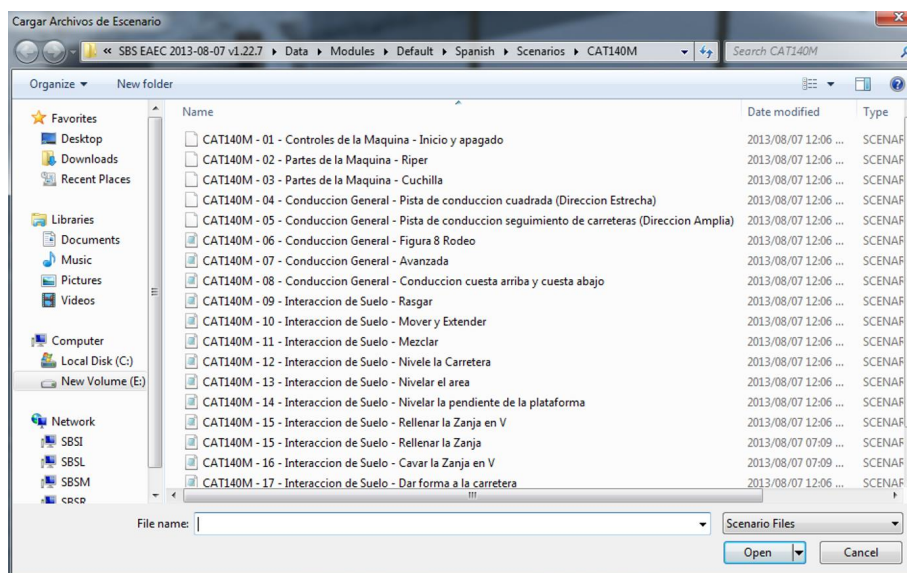 Cargar Archivos de Escenario
« SBS EAEC 2013-08-07 v1.22.7 ▸ Data ▸ Modules ▸ Default ▸ Spanish ▸ Scenarios ▸ CAT140M
Search CAT140M
Organize New folder
Favorites
Desktop
Downloads
Recent Places
Libraries
Documents
Music
Pictures
Videos
Computer
Local Disk (C:)
New Volume (E:)
Network
SBSI
SBSL
SBSM
SBSR
Name Date modified Type
CAT140M - 01 - Controles de la Maquina - Inicio y apagado 2013/08/07 12:06 ... SCENAR
CAT140M - 02 - Partes de la Maquina - Riper 2013/08/07 12:06 ... SCENAR
CAT140M - 03 - Partes de la Maquina - Cuchilla 2013/08/07 12:06 ... SCENAR
CAT140M - 04 - Conduccion General - Pista de conduccion cuadrada (Direccion Estrecha) 2013/08/07 12:06 ... SCENAR
CAT140M - 05 - Conduccion General - Pista de conduccion seguimiento de carreteras (Direccion Amplia) 2013/08/07 12:06 ... SCENAR
CAT140M - 06 - Conduccion General - Figura 8 Rodeo 2013/08/07 12:06 ... SCENAR
CAT140M - 07 - Conduccion General - Avanzada 2013/08/07 12:06 ... SCENAR
CAT140M - 08 - Conduccion General - Conduccion cuesta arriba y cuesta abajo 2013/08/07 12:06 ... SCENAR
CAT140M - 09 - Interaccion de Suelo - Rasgar 2013/08/07 12:06 ... SCENAR
CAT140M - 10 - Interaccion de Suelo - Mover y Extender 2013/08/07 12:06 ... SCENAR
CAT140M - 11 - Interaccion de Suelo - Mezclar 2013/08/07 12:06 ... SCENAR
CAT140M - 12 - Interaccion de Suelo - Nivele la Carretera 2013/08/07 12:06 ... SCENAR
CAT140M - 13 - Interaccion de Suelo - Nivelar el area 2013/08/07 12:06 ... SCENAR
CAT140M - 14 - Interaccion de Suelo - Nivelar la pendiente de la plataforma 2013/08/07 12:06 ... SCENAR
CAT140M - 15 - Interaccion de Suelo - Rellenar la Zanja en V 2013/08/07 12:06 ... SCENAR
CAT140M - 15 - Interaccion de Suelo - Rellenar la Zanja 2013/08/07 07:09 ... SCENAR
CAT140M - 16 - Interaccion de Suelo - Cavar la Zanja en V 2013/08/07 07:09 ... SCENAR
CAT140M - 17 - Interaccion de Suelo - Dar forma a la carretera 2013/08/07 12:06 ... SCENAR
File name: Scenario Files
Open Cancel